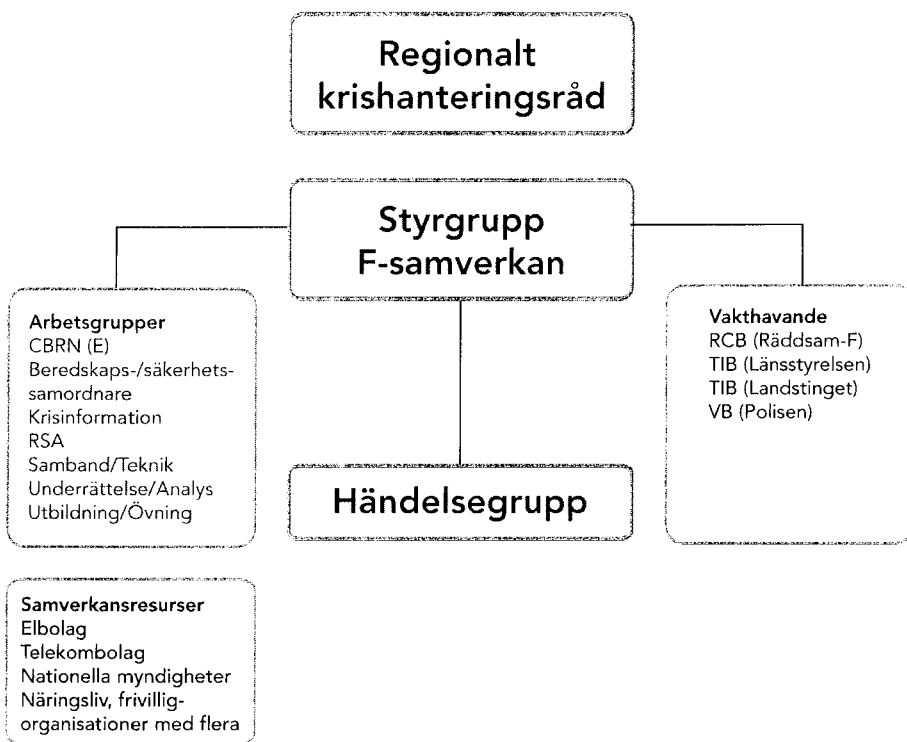 Regionalt
krishanteringsråd
Styrgrupp
F-samverkan
Arbetsgrupper
CBRN (E)
Beredskaps-/säkerhets-
samordnare
Krisinformation
RSA
Samband/Teknik
Underrättelse/Analys
Utbildning/Övning
Händelsegrupp
Vakthavande
RCB (Räddsam-F)
TIB (Länsstyrelsen)
TIB (Landstinget)
VB (Polisen)
Samverkansresurser
Elbolag
Telekombolag
Nationella myndigheter
Näringsliv, frivillig-
organisationer med flera